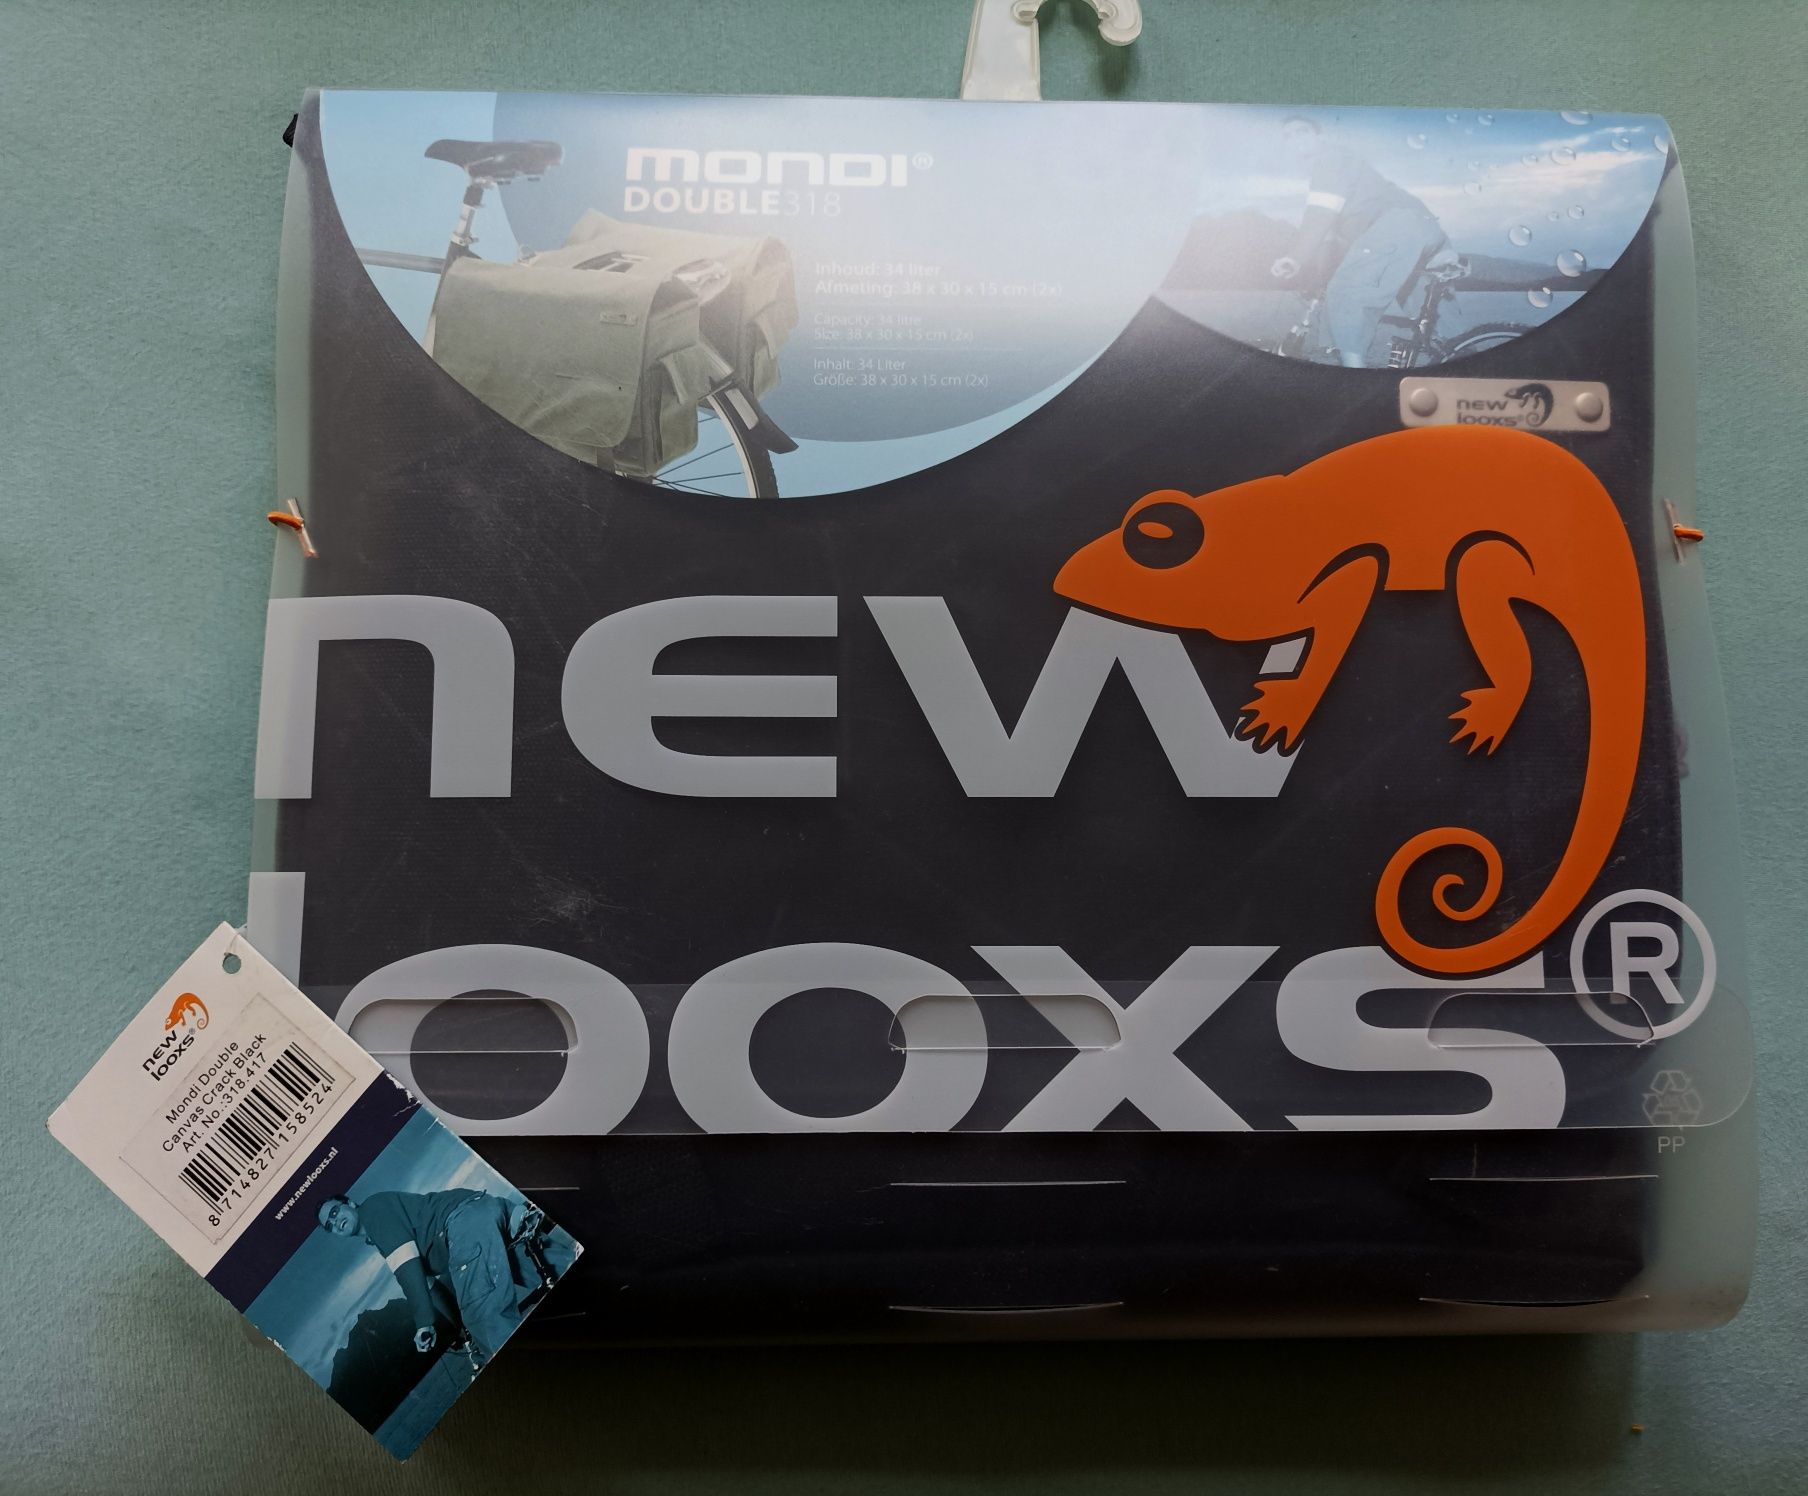 MONDI®
DOUBLE318
Inhoud: 34 liter
Afmeting: 38 x 30 x 15 cm (2x)
Capacity: 34 litre
Size: 38 x 30 x 15 cm (2x)
Inhalt: 34 Liter
Größe: 38 x 30 x 15 cm (2x)
new
looxs®
new
looxs®
PP
new
looxs®
Mondi Double
Canvas Crack Black
Art. No.:318.417
8 714827 158524
www.newlooxs.nl